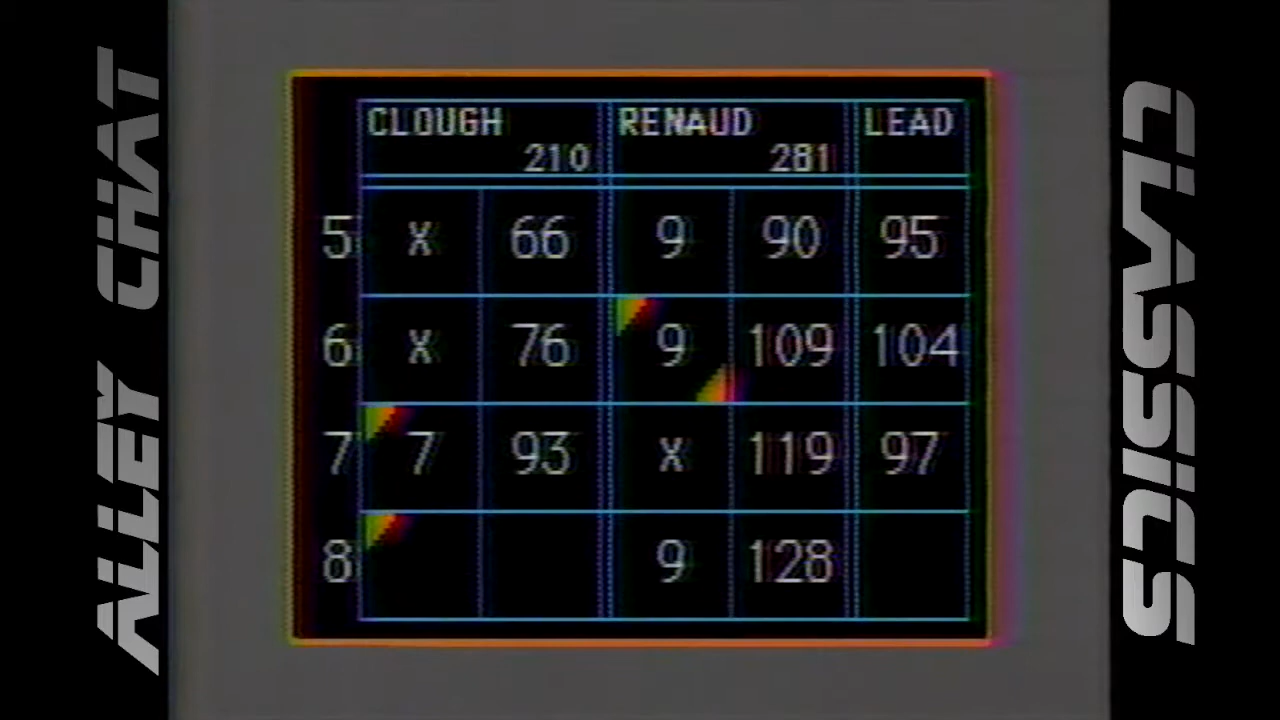 ALLEY CHAT
CLOUGH RENAUD LEAD
210 281
5 X 66 9 90 95
6 X 76 9 109 104
7 7 93 X 119 97
8 9 128
CLASSICS